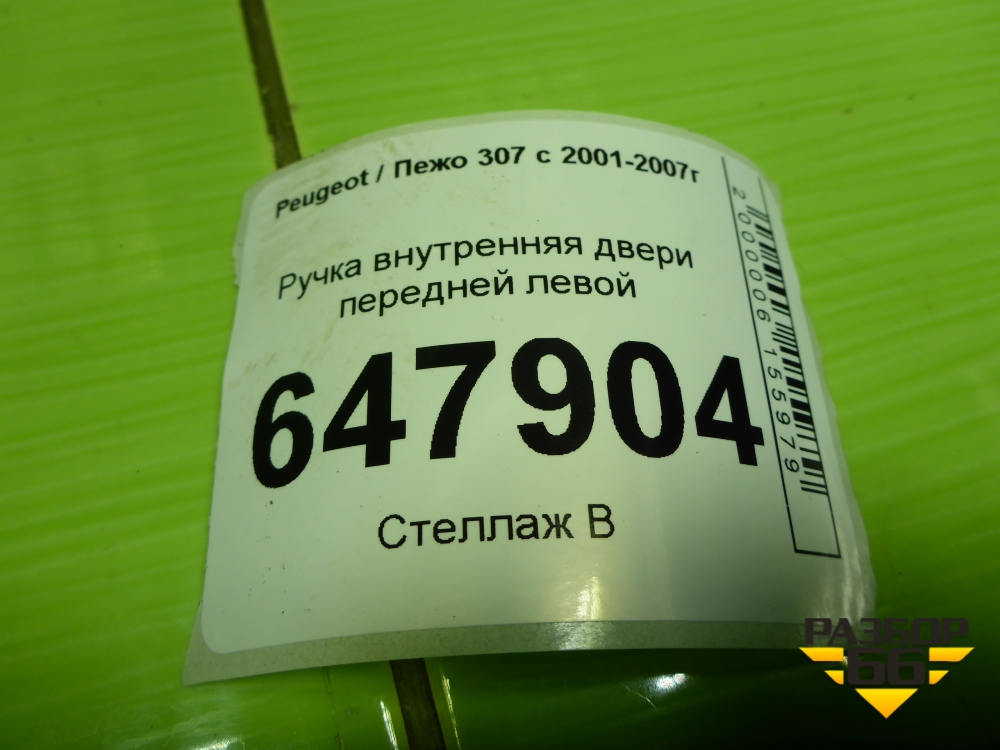 Peugeot / Пежо 307 с 2001-2007г
Ручка внутренняя двери
передней левой
647904
Стеллаж В
2000006155979
РАЗБОР
66